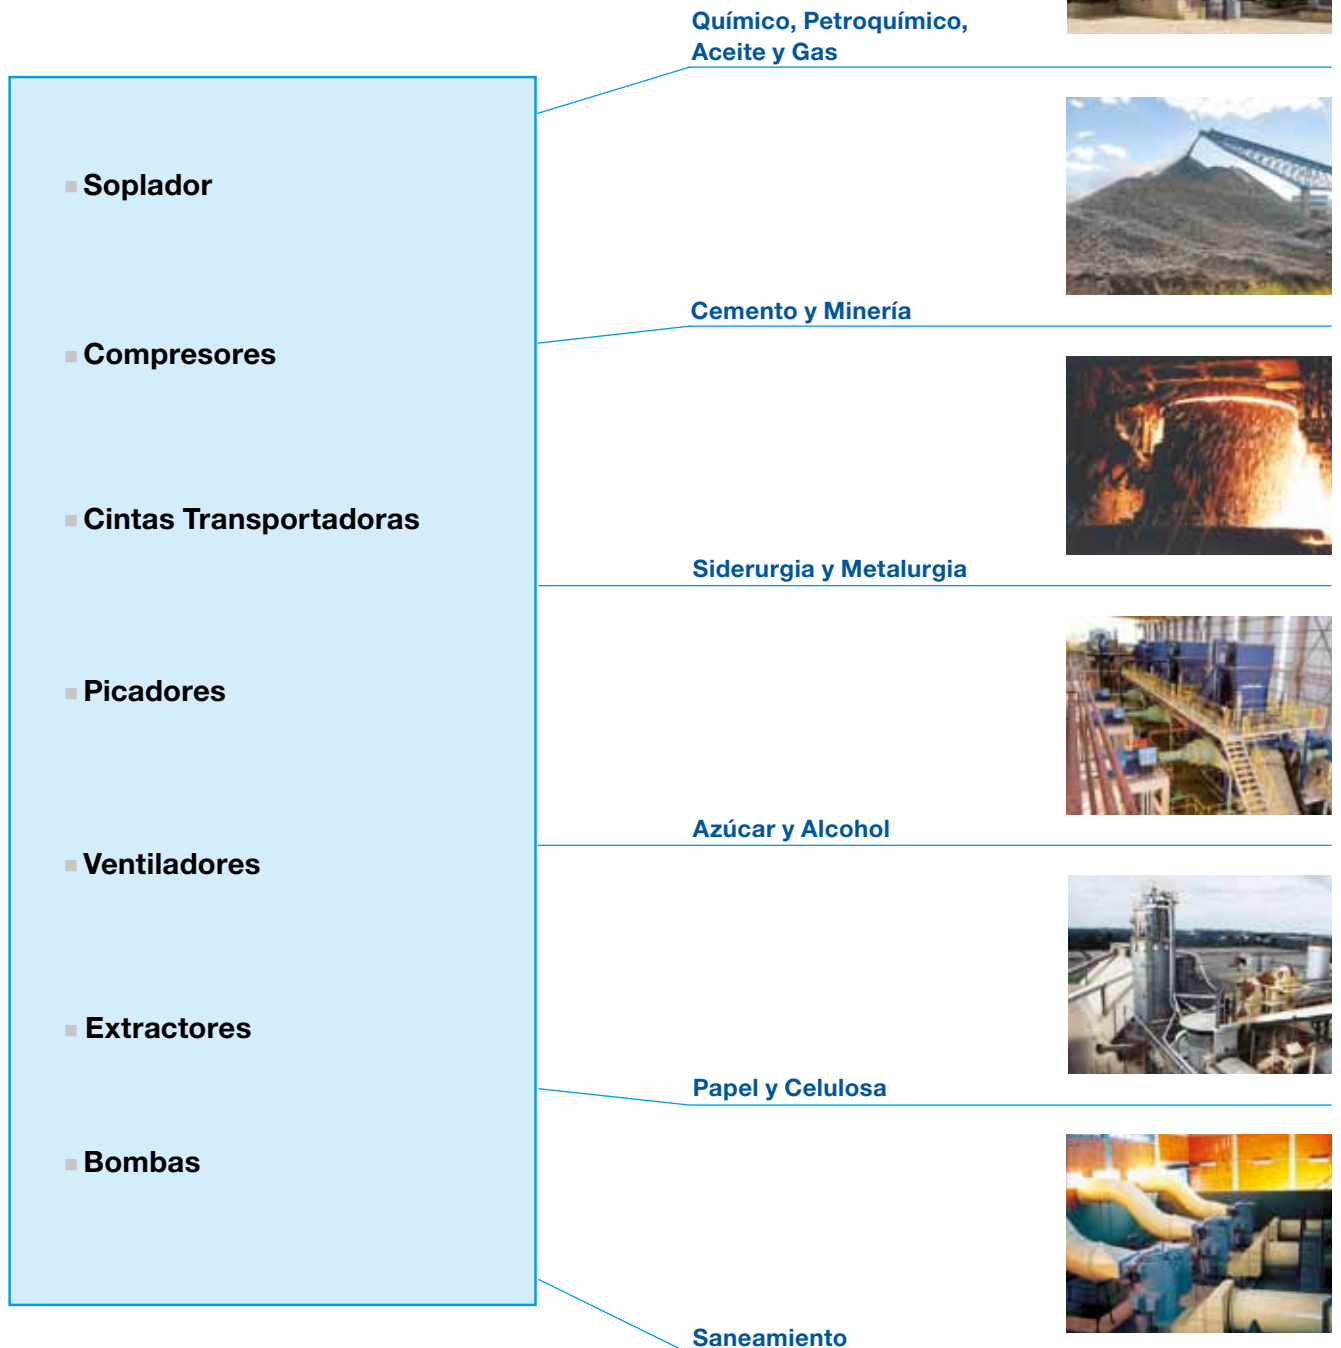 Químico, Petroquímico,
Aceite y Gas
Soplador
Cemento y Minería
Compresores
Cintas Transportadoras
Siderurgia y Metalurgia
Picadores
Azúcar y Alcohol
Ventiladores
Extractores
Papel y Celulosa
Bombas
Saneamiento